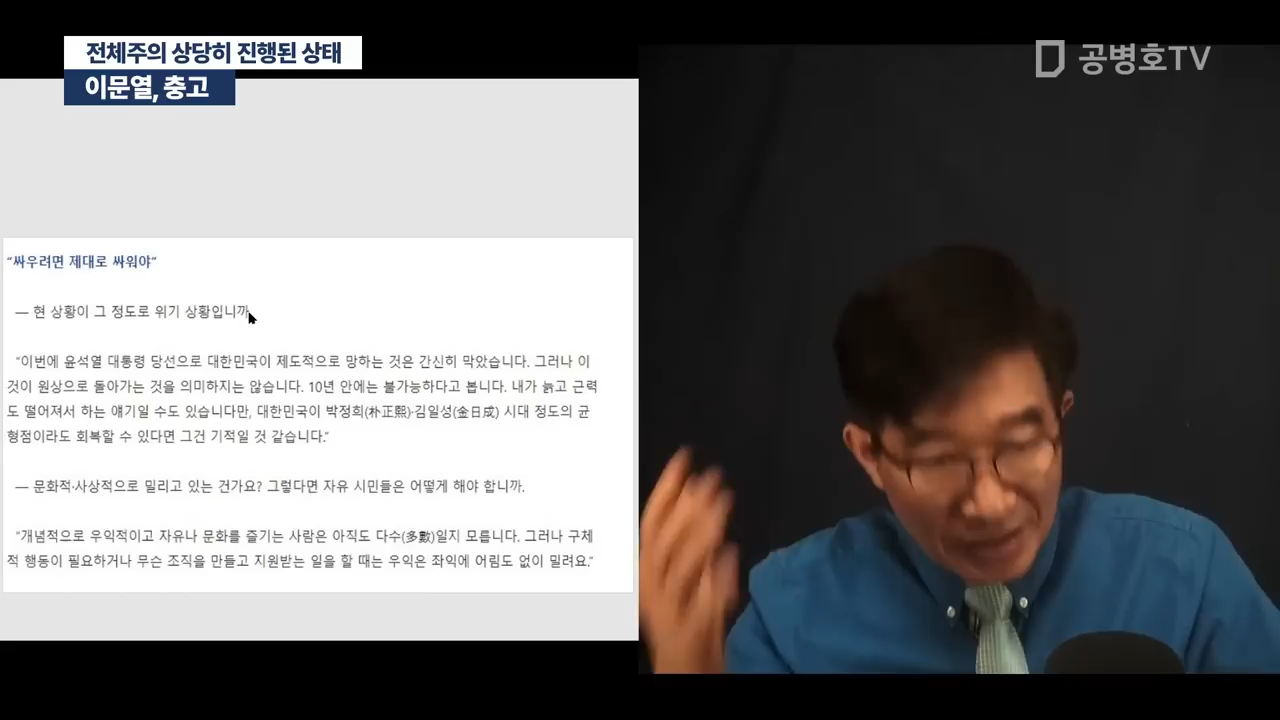 전체주의 상당히 진행된 상태
이문열, 충고
공병호TV
“싸우려면 제대로 싸워야”
— 현 상황이 그 정도로 위기 상황입니까
“이번에 윤석열 대통령 당선으로 대한민국이 제도적으로 망하는 것은 간신히 막았습니다. 그러나 이
것이 원상으로 돌아가는 것을 의미하지는 않습니다. 10년 안에는 불가능하다고 봅니다. 내가 늙고 근력
도 떨어져서 하는 얘기일 수도 있습니다만, 대한민국이 박정희(朴正熙)·김일성(金日成) 시대 정도의 균
형점이라도 회복할 수 있다면 그건 기적일 것 같습니다.”
— 문화적·사상적으로 밀리고 있는 건가요? 그렇다면 자유 시민들은 어떻게 해야 합니까.
“개념적으로 우익적이고 자유나 문화를 즐기는 사람은 아직도 다수(多數)일지 모릅니다. 그러나 구체
적 행동이 필요하거나 무슨 조직을 만들고 지원받는 일을 할 때는 우익은 좌익에 어림도 없이 밀려요.”